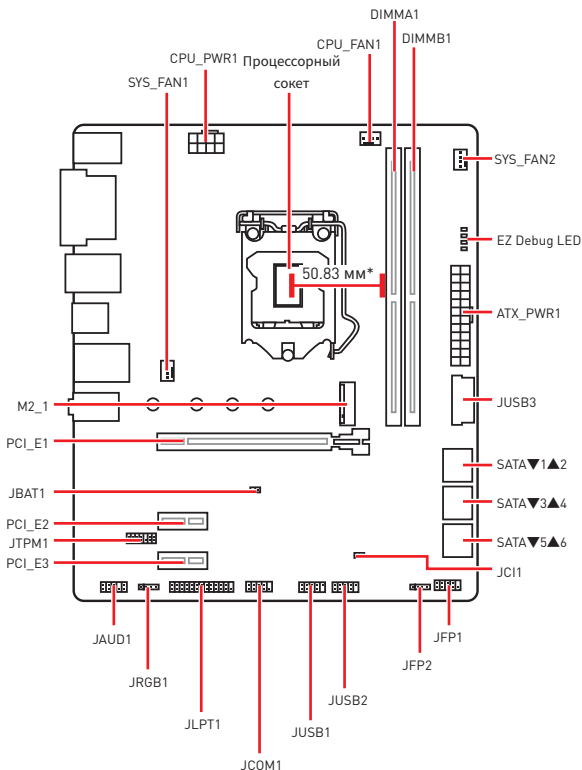 DIMMA1
CPU_FAN1
DIMMB1
CPU_PWR1
Процессорный
сокет
SYS_FAN1
SYS_FAN2
EZ Debug LED
50.83 мм*
ATX_PWR1
M2_1
JUSB3
PCI_E1
SATA▼1▲2
JBAT1
SATA▼3▲4
PCI_E2
JTPM1
SATA▼5▲6
PCI_E3
JCI1
JAUD1
JFP1
JFP2
JRGB1
JUSB2
JLPT1
JUSB1
JCOM1